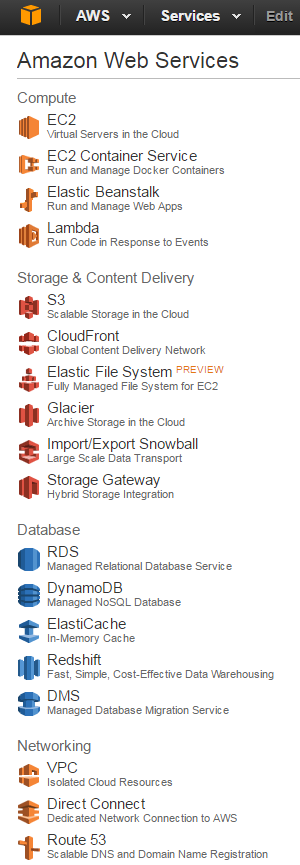 AWS Services Edit
Amazon Web Services
Compute
EC2
Virtual Servers in the Cloud
EC2 Container Service
Run and Manage Docker Containers
Elastic Beanstalk
Run and Manage Web Apps
Lambda
Run Code in Response to Events
Storage & Content Delivery
S3
Scalable Storage in the Cloud
CloudFront
Global Content Delivery Network
Elastic File System PREVIEW
Fully Managed File System for EC2
Glacier
Archive Storage in the Cloud
Import/Export Snowball
Large Scale Data Transport
Storage Gateway
Hybrid Storage Integration
Database
RDS
Managed Relational Database Service
DynamoDB
Managed NoSQL Database
ElastiCache
In-Memory Cache
Redshift
Fast, Simple, Cost-Effective Data Warehousing
DMS
Managed Database Migration Service
Networking
VPC
Isolated Cloud Resources
Direct Connect
Dedicated Network Connection to AWS
Route 53
Scalable DNS and Domain Name Registration